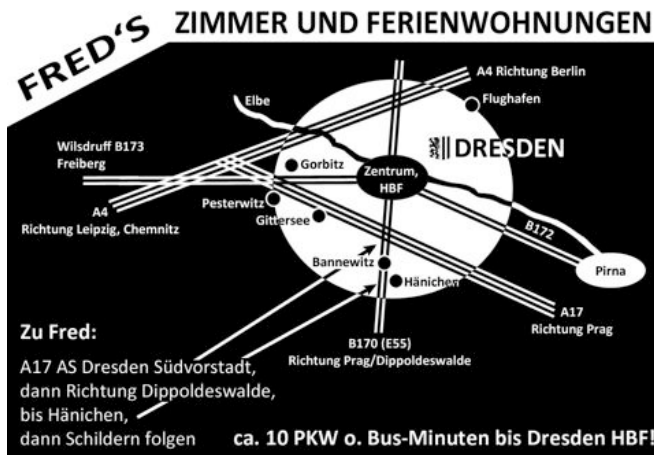 FRED'S
ZIMMER UND FERIENWOHNUNGEN
A4 Richtung Berlin
Elbe
Flughafen
Wilsdruff B173
Freiberg
DRESDEN
Gorbitz
Zentrum,
HBF
A4
Richtung Leipzig, Chemnitz
Pesterwitz
Gittersee
B172
Bannewitz
Pirna
Hänichen
A17
Richtung Prag
Zu Fred:
B170 (E55)
Richtung Prag/Dippoldeswalde
A17 AS Dresden Südvorstadt,
dann Richtung Dippoldeswalde,
bis Hänichen,
dann Schildern folgen
ca. 10 PKW o. Bus-Minuten bis Dresden HBF!